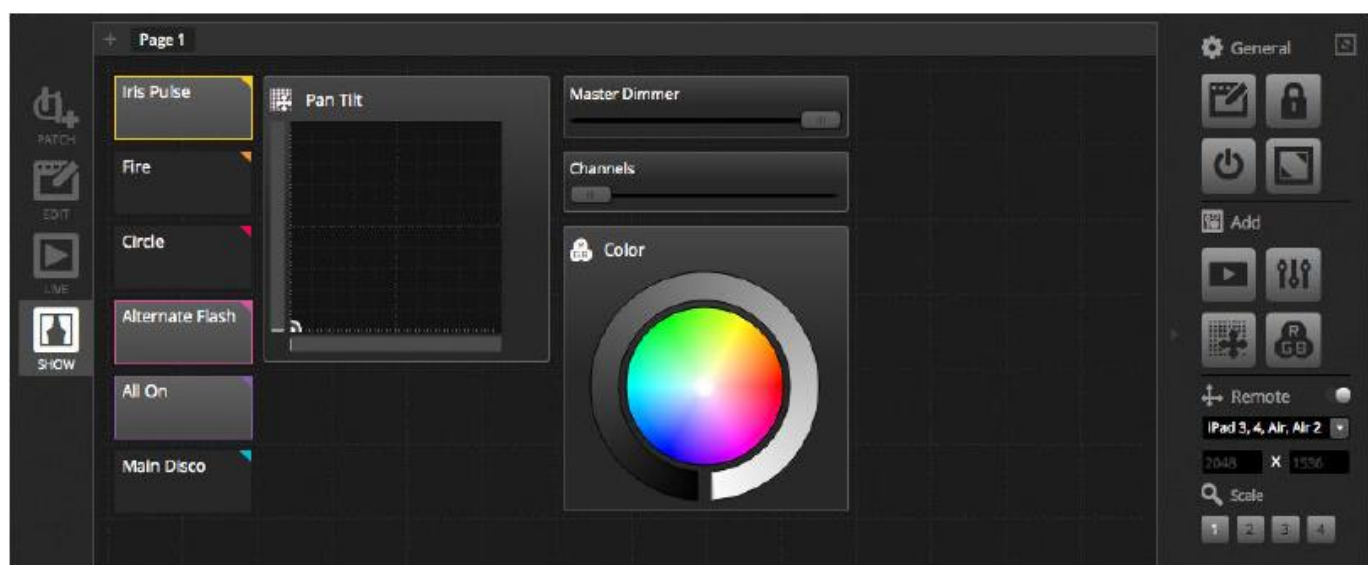 + Page 1
PATCH
EDIT
LIVE
SHOW
Iris Pulse
Fire
Circle
Alternate Flash
All On
Main Disco
Pan Tilt
Master Dimmer
Channels
R
G B
Color
General
Add
R
G B
Remote
iPad 3, 4, Air, Air 2
2048 X 1536
Scale
1 2 3 4